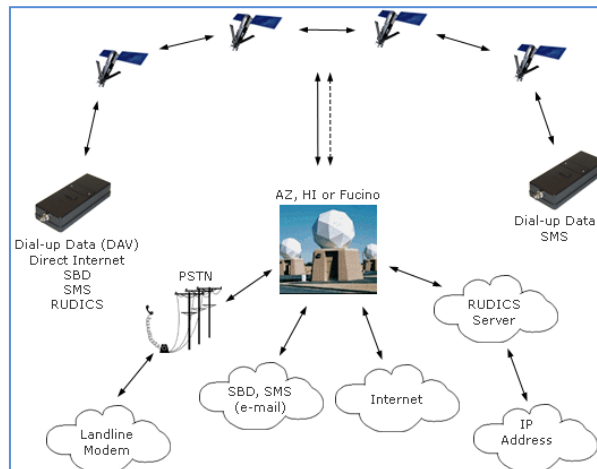 AZ, HI or Fucino
Dial-up Data (DAV)
Direct Internet
SBD
SMS
RUDICS
Dial-up Data
SMS
PSTN
RUDICS
Server
SBD, SMS
(e-mail)
Internet
Landline
Modem
IP
Address